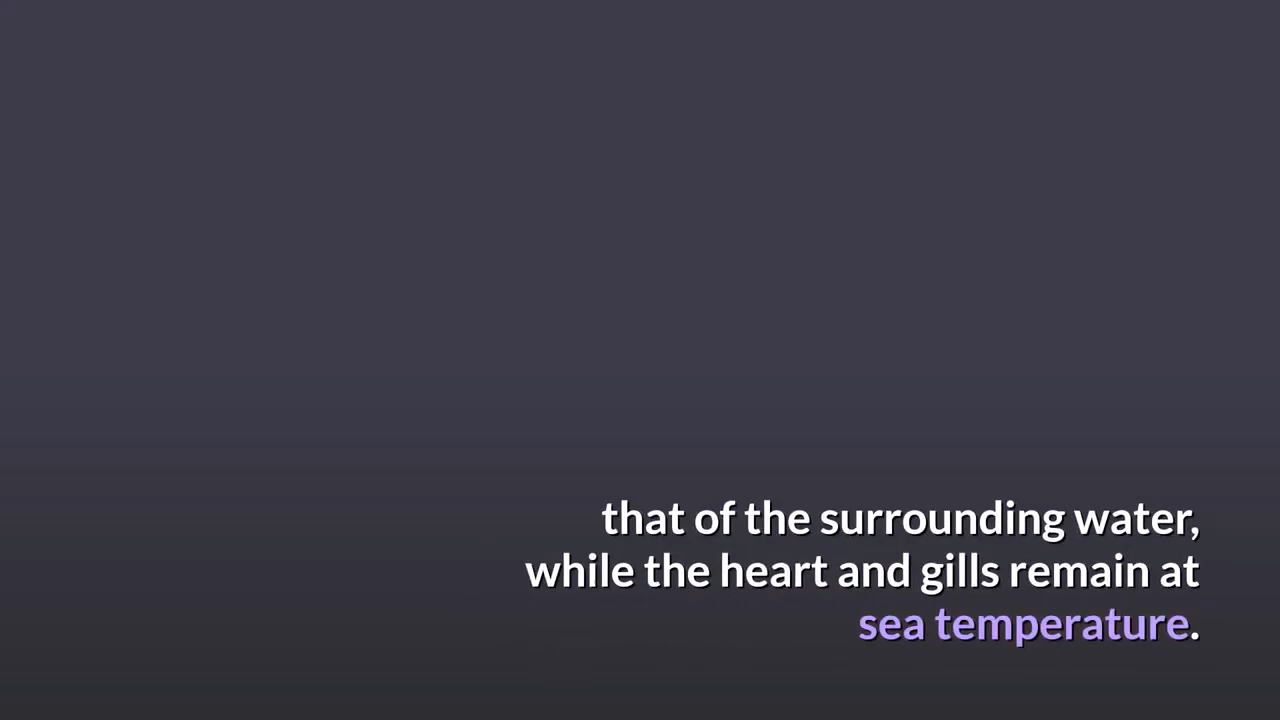 that of the surrounding water,
while the heart and gills remain at
sea temperature.